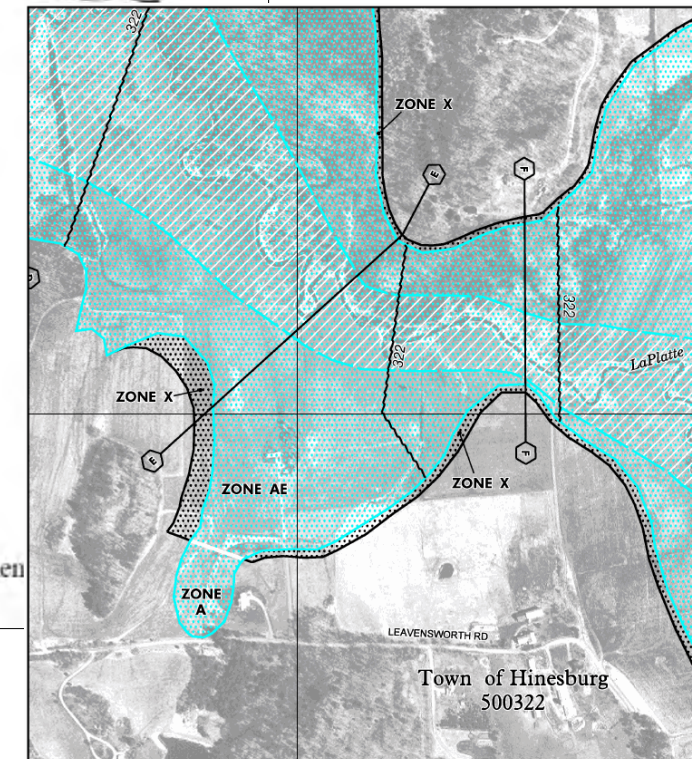 322
ZONE X
E
F
322
322
LaPlatte
ZONE X
E
F
ZONE AE
ZONE X
en
ZONE
A
LEAVENSWORTH RD
Town of Hinesburg
500322